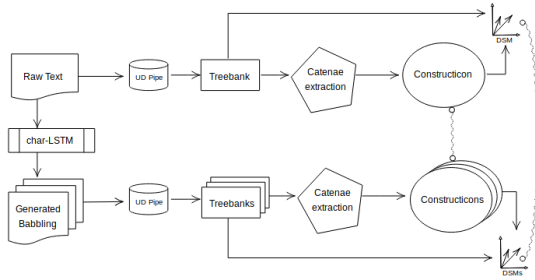 DSM
Raw Text
UD Pipe
Treebank
Catenae
extraction
Constructicon
char-LSTM
Generated
Babbling
UD Pipe
Treebanks
Catenae
extraction
Constructicons
DSMs